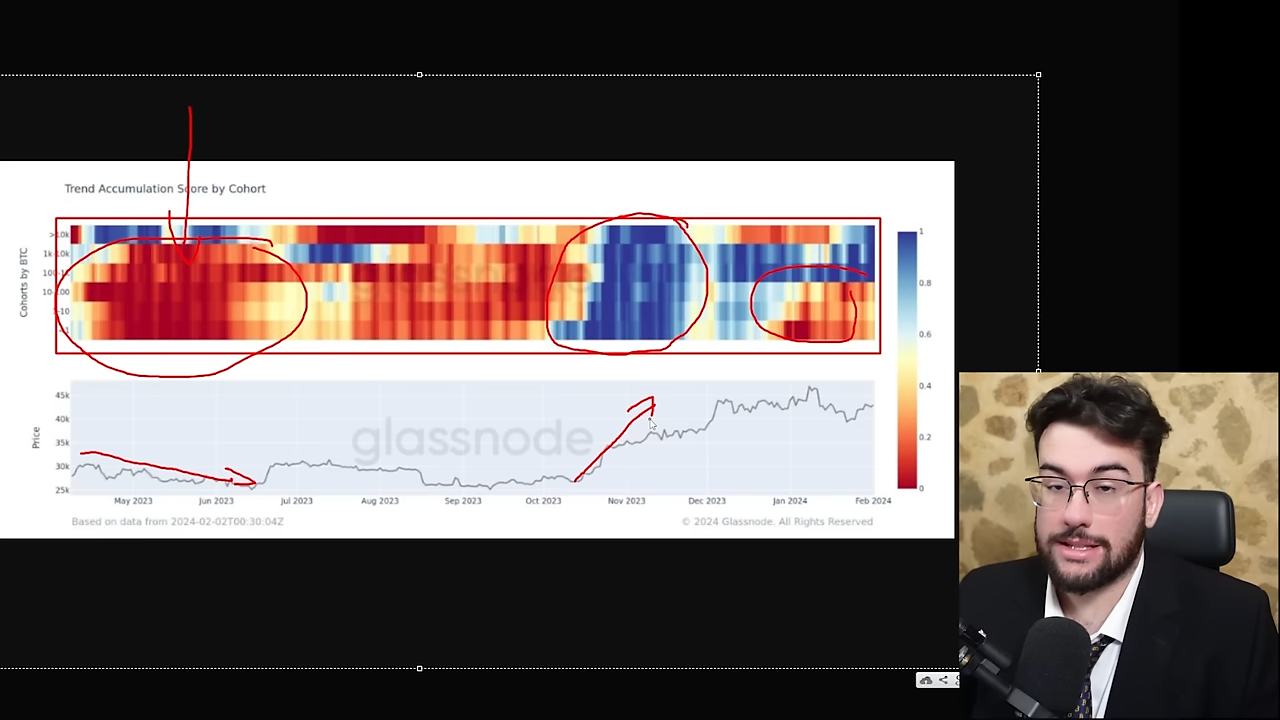 Trend Accumulation Score by Cohort
Cohorts by BTC
>10k
1k-10k
10-100
1
0.8
0.6
0.4
0.2
0
glassnode
Price
45k
40k
35k
30k
25k
glassnode
May 2023
Jun 2023
Jul 2023
Aug 2023
Sep 2023
Oct 2023
Nov 2023
Dec 2023
Jan 2024
Feb 2024
Based on data from 2024-02-02T00:30:04Z
© 2024 Glassnode. All Rights Reserved